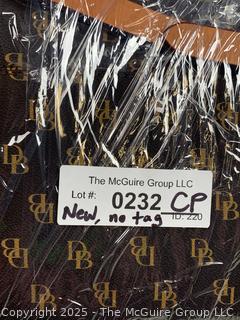 The McGuire Group LLC
Lot #: 0232 CP
New, no tag ID: 220
Copyright 2025 - The McGuire Group LLC